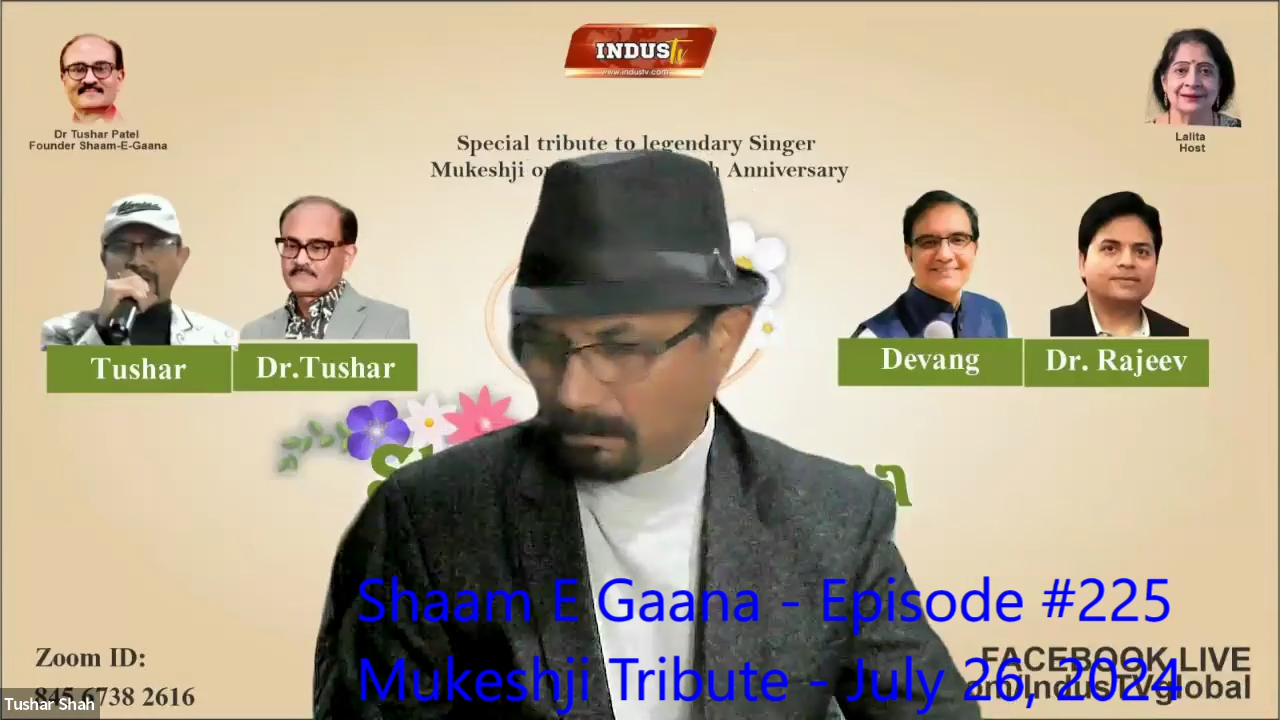 INDUS tv
www.industv.com
Dr Tushar Patel
Founder Shaam-E-Gaana
Lalita
Host
Special tribute to legendary Singer
Mukeshji Anniversary
Tushar
Dr.Tushar
Devang
Dr. Rajeev
Shaam E Gaana - Episode #225
Mukeshji Tribute - July 26, 2024
Zoom ID:
845 6738 2616
FACEBOOK LIVE
om/IndusTvglobal
Tushar Shah